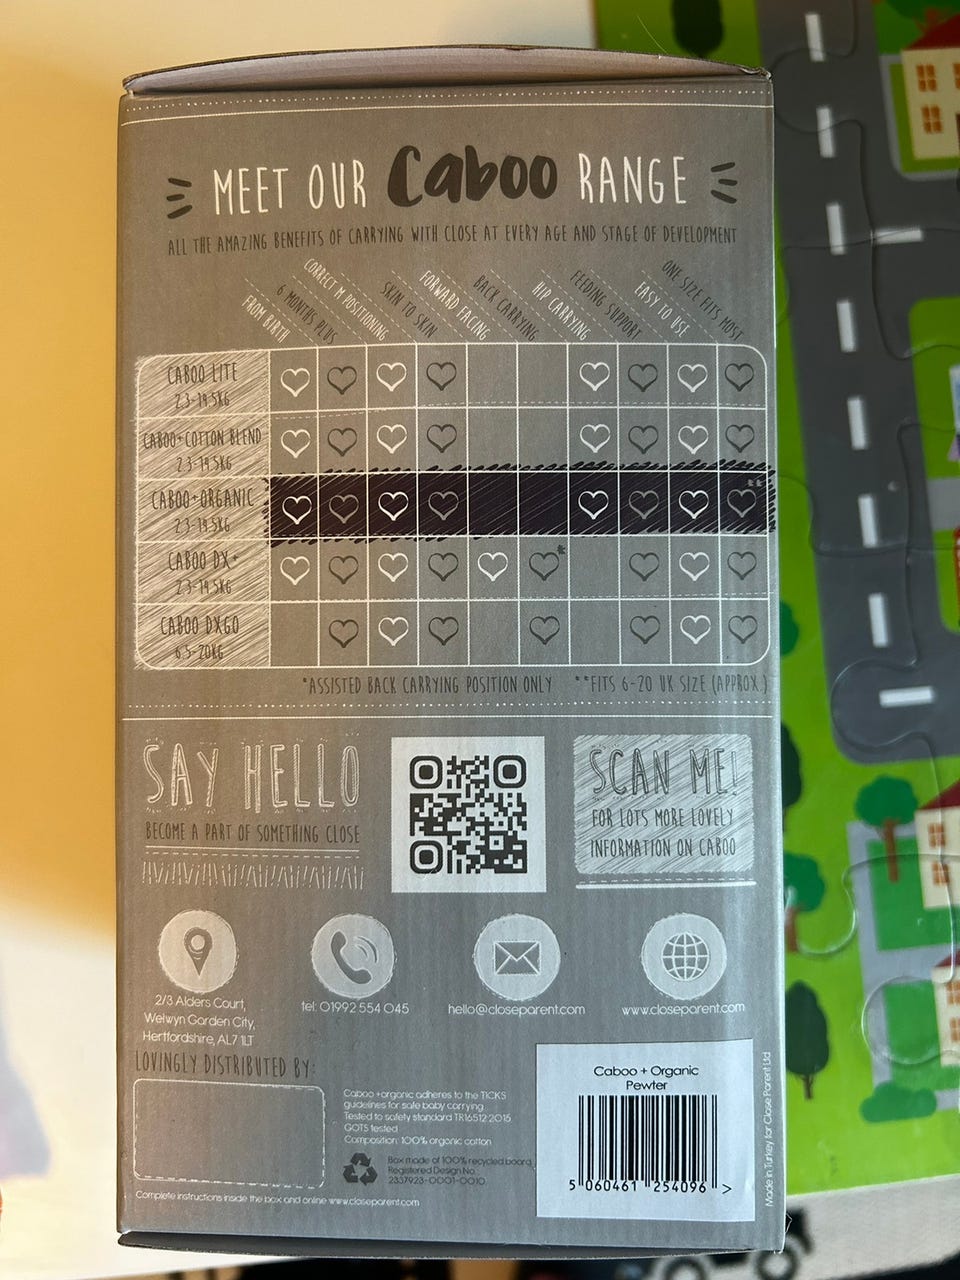 MEET OUR Caboo RANGE
ALL THE AMAZING BENEFITS OF CARRYING WITH CLOSE AT EVERY AGE AND STAGE OF DEVELOPMENT
FROM BIRTH
6 MONTHS PLUS
CORRECT M POSITIONING
SKIN TO SKIN
FORWARD FACING
BACK CARRYING
HIP CARRYING
FEEDING SUPPORT
EASY TO USE
ONE SIZE FITS MOST
CABOO LITE
2.3-14.5KG
CABOO+COTTON BLEND
2.3-14.5KG
CABOO+ORGANIC
2.3-14.5KG
**
CABOO DX+
2.3-14.5KG
*
CABOO DXGO
6.5-20KG
*ASSISTED BACK CARRYING POSITION ONLY **FITS 6-20 UK SIZE (APPROX.)
SAY HELLO
BECOME A PART OF SOMETHING CLOSE
SCAN ME!
FOR LOTS MORE LOVELY
INFORMATION ON CABOO
2/3 Alders Court,
Welwyn Garden City,
Hertfordshire, AL7 1LT
tel: 01992 554 045
hello@closeparent.com
www.closeparent.com
LOVINGLY DISTRIBUTED BY:
Caboo +organic adheres to the TICKS
guidelines for safe baby carrying
Tested to safety standard TR16512:2015
GOTS tested
Composition: 100% organic cotton
Box made of 100% recycled board
Registered Design No.
2337923-0001-0010
Complete instructions inside the box and online www.closeparent.com
Caboo + Organic
Pewter
5 060461 254096 >
Made in Turkey for Close Parent Ltd